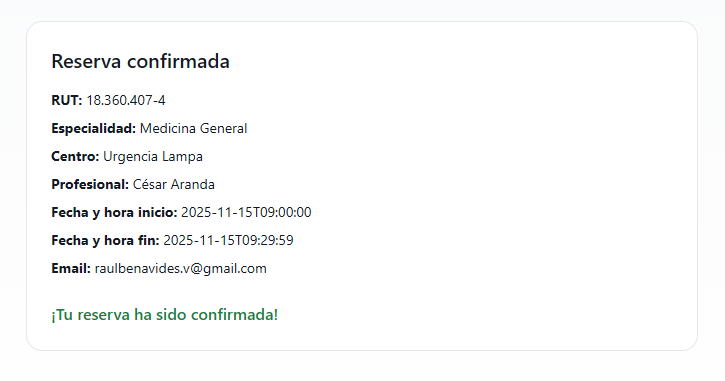 Reserva confirmada
RUT: 18.360.407-4
Especialidad: Medicina General
Centro: Urgencia Lampa
Profesional: César Aranda
Fecha y hora inicio: 2025-11-15T09:00:00
Fecha y hora fin: 2025-11-15T09:29:59
Email: raulbenavides.v@gmail.com
¡Tu reserva ha sido confirmada!